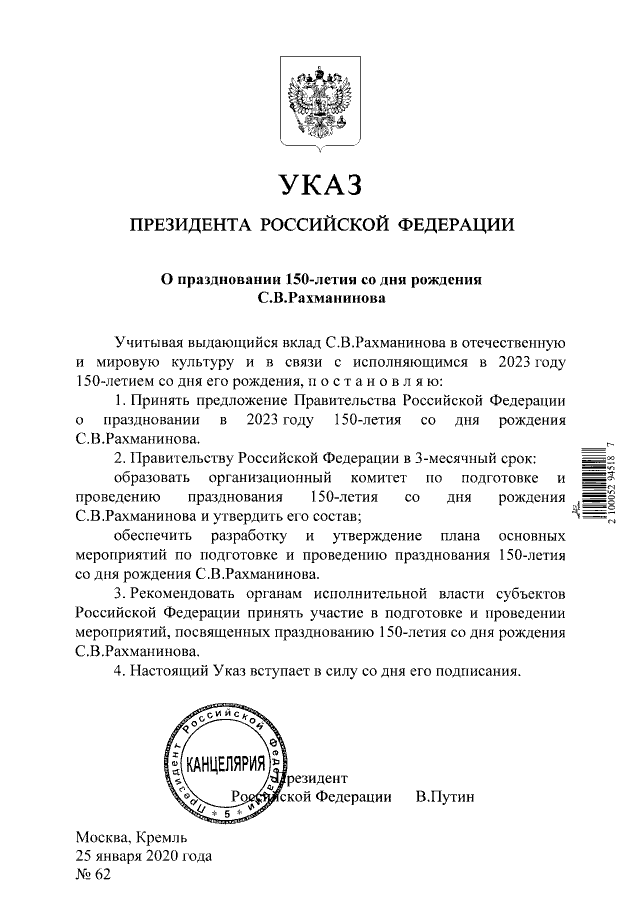 УКАЗ
ПРЕЗИДЕНТА РОССИЙСКОЙ ФЕДЕРАЦИИ
О праздновании 150-летия со дня рождения
С.В.Рахманинова
Учитывая выдающийся вклад С.В.Рахманинова в отечественную
и мировую культуру и в связи с исполняющимся в 2023 году
150-летием со дня его рождения, п о с т а н о в л я ю:
1. Принять предложение Правительства Российской Федерации
о праздновании в 2023 году 150-летия со дня рождения
С.В.Рахманинова.
2. Правительству Российской Федерации в 3-месячный срок:
образовать организационный комитет по подготовке и
проведению празднования 150-летия со дня рождения
С.В.Рахманинова и утвердить его состав;
обеспечить разработку и утверждение плана основных
мероприятий по подготовке и проведению празднования 150-летия
со дня рождения С.В.Рахманинова.
3. Рекомендовать органам исполнительной власти субъектов
Российской Федерации принять участие в подготовке и проведении
мероприятий, посвященных празднованию 150-летия со дня рождения
С.В.Рахманинова.
4. Настоящий Указ вступает в силу со дня его подписания.
Президент Российской Федерации
КАНЦЕЛЯРИЯ
* 5 *
Президент
Российской Федерации В.Путин
Москва, Кремль
25 января 2020 года
№ 62
2 100052 94518 7